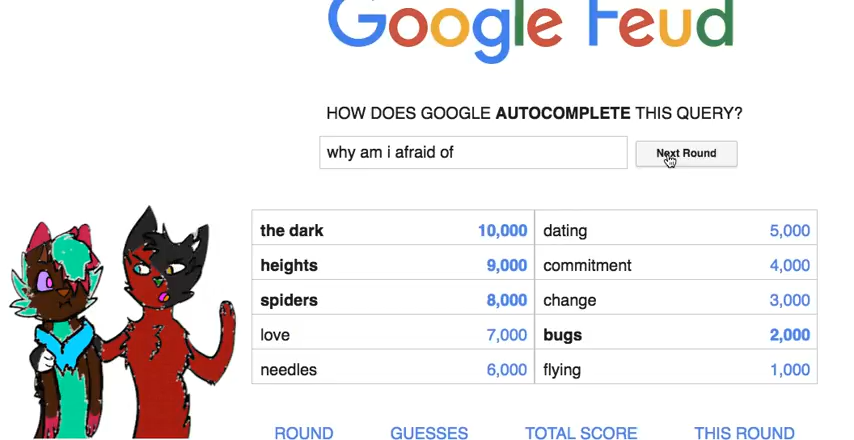 Google Feud
HOW DOES GOOGLE AUTOCOMPLETE THIS QUERY?
why am i afraid of
Next Round
the dark 10,000 dating 5,000
heights 9,000 commitment 4,000
spiders 8,000 change 3,000
love 7,000 bugs 2,000
needles 6,000 flying 1,000
ROUND GUESSES TOTAL SCORE THIS ROUND